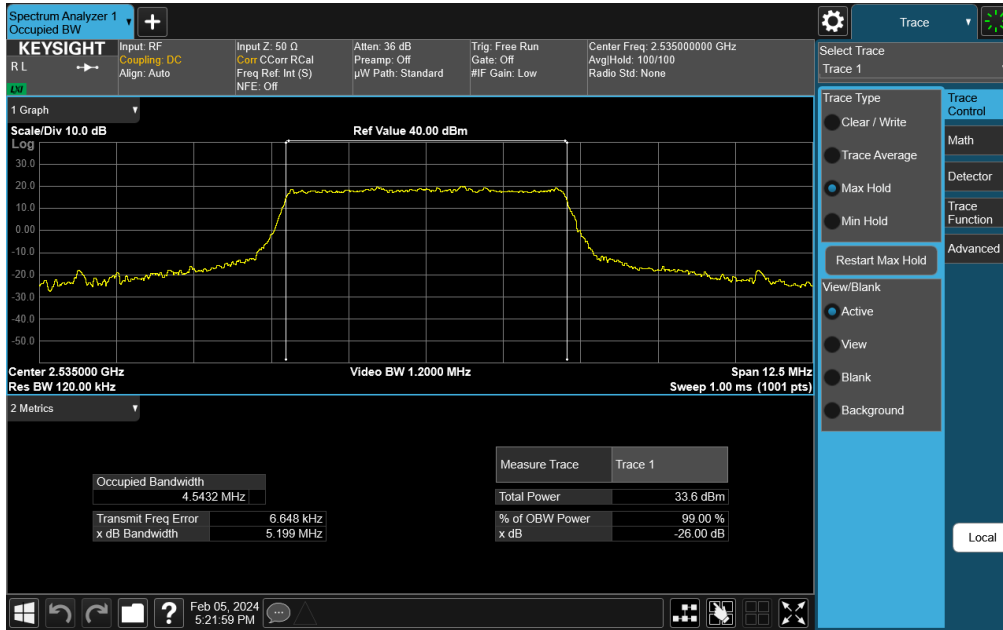 Spectrum Analyzer 1
Occupied BW
Trace
KEYSIGHT
R L
LXI
Input: RF
Coupling: DC
Align: Auto
Input Z: 50 Ω
Corr CCorr RCal
Freq Ref: Int (S)
NFE: Off
Atten: 36 dB
Preamp: Off
µW Path: Standard
Trig: Free Run
Gate: Off
#IF Gain: Low
Center Freq: 2.535000000 GHz
Avg|Hold: 100/100
Radio Std: None
1 Graph
Scale/Div 10.0 dB
Ref Value 40.00 dBm
Log
30.0
20.0
10.0
0.00
-10.0
-20.0
-30.0
-40.0
-50.0
Center 2.535000 GHz
Video BW 1.2000 MHz
Span 12.5 MHz
Res BW 120.00 kHz
Sweep 1.00 ms (1001 pts)
2 Metrics
Occupied Bandwidth
4.5432 MHz
Transmit Freq Error 6.648 kHz
x dB Bandwidth 5.199 MHz
Measure Trace Trace 1
Total Power 33.6 dBm
% of OBW Power 99.00 %
x dB -26.00 dB
Feb 05, 2024
5:21:59 PM
Select Trace
Trace 1
Trace Type
Clear / Write
Trace Average
Max Hold
Min Hold
Restart Max Hold
View/Blank
Active
View
Blank
Background
Trace
Control
Math
Detector
Trace
Function
Advanced
Local